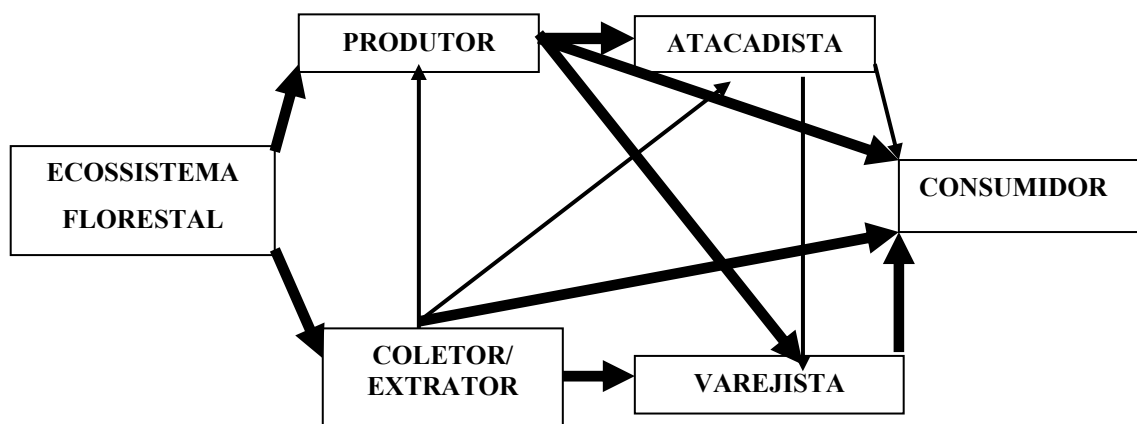 PRODUTOR
ATACADISTA
ECOSSISTEMA
FLORESTAL
CONSUMIDOR
COLETOR/
EXTRATOR
VAREJISTA